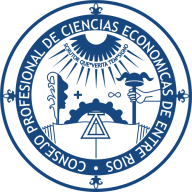 CONSEJO PROFESIONAL DE CIENCIAS ECONOMICAS DE ENTRE RIOS